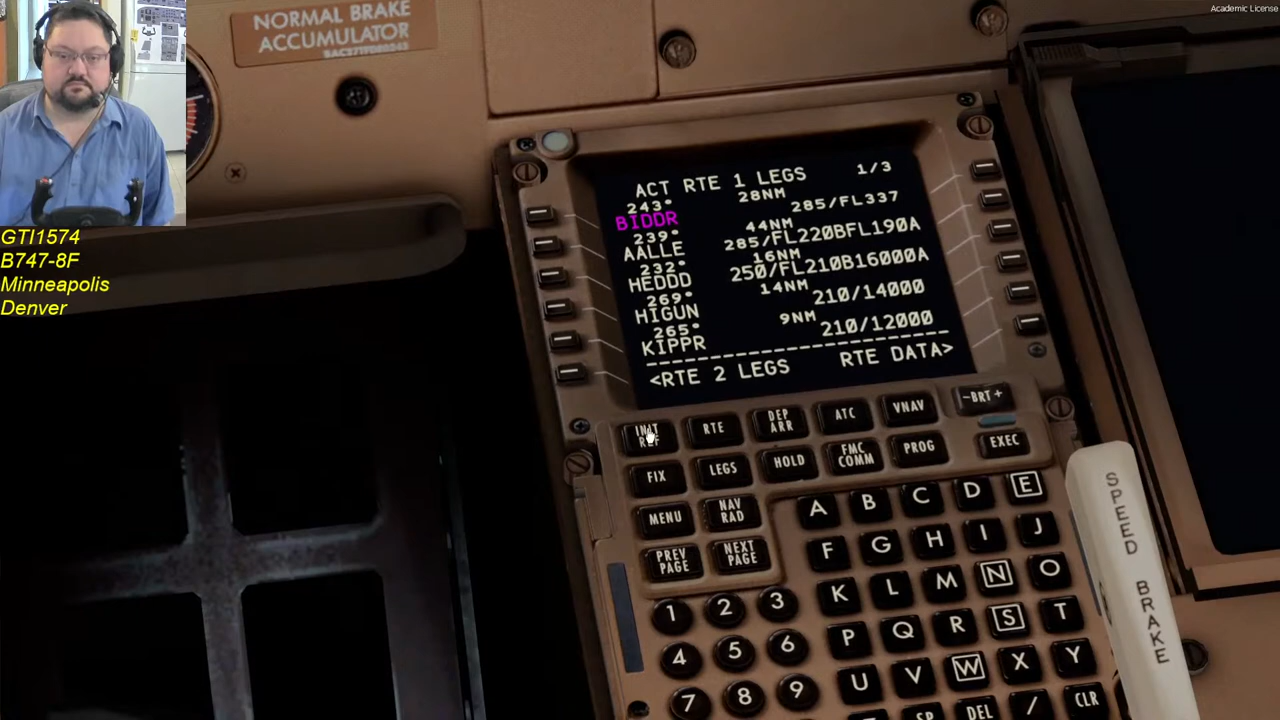 Academic License
NORMAL BRAKE
ACCUMULATOR
GTI1574
B747-8F
Minneapolis
Denver
ACT RTE 1 LEGS 1/3
243° 28NM
BIDDR 285/FL337
239° 44NM
AALLE 285/FL220BFL190A
232° 16NM
HEDDD 250/FL210B16000A
269° 14NM
HIGUN 210/14000
265° 9NM
KIPPR 210/12000
<RTE 2 LEGS RTE DATA>
INIT REF RTE DEP ARR ATC VNAV -BRT+
FIX LEGS HOLD FMC COMM PROG EXEC
MENU NAV RAD
PREV PAGE NEXT PAGE
A B C D E
F G H I J
K L M N O
P Q R S T
U V W X Y
SP DEL / CLR
1 2 3
4 5 6
7 8 9
SPEED BRAKE